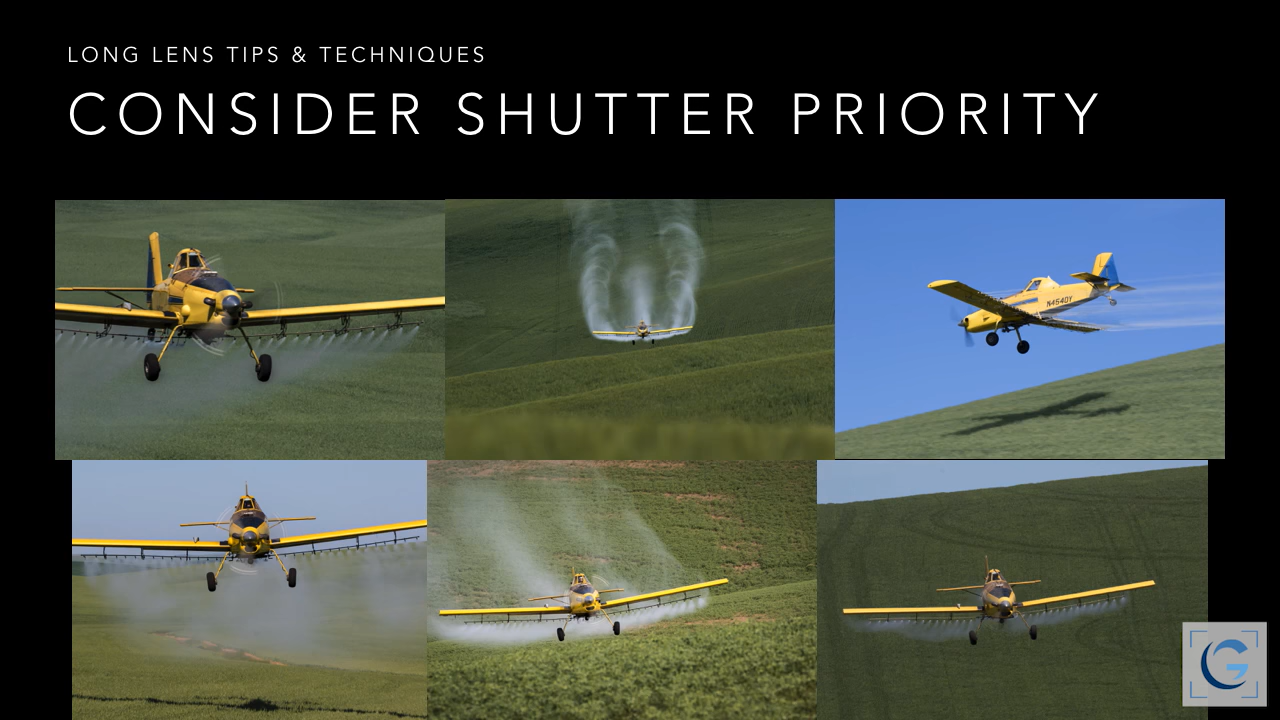 LONG LENS TIPS & TECHNIQUES
CONSIDER SHUTTER PRIORITY
N4540Y
G